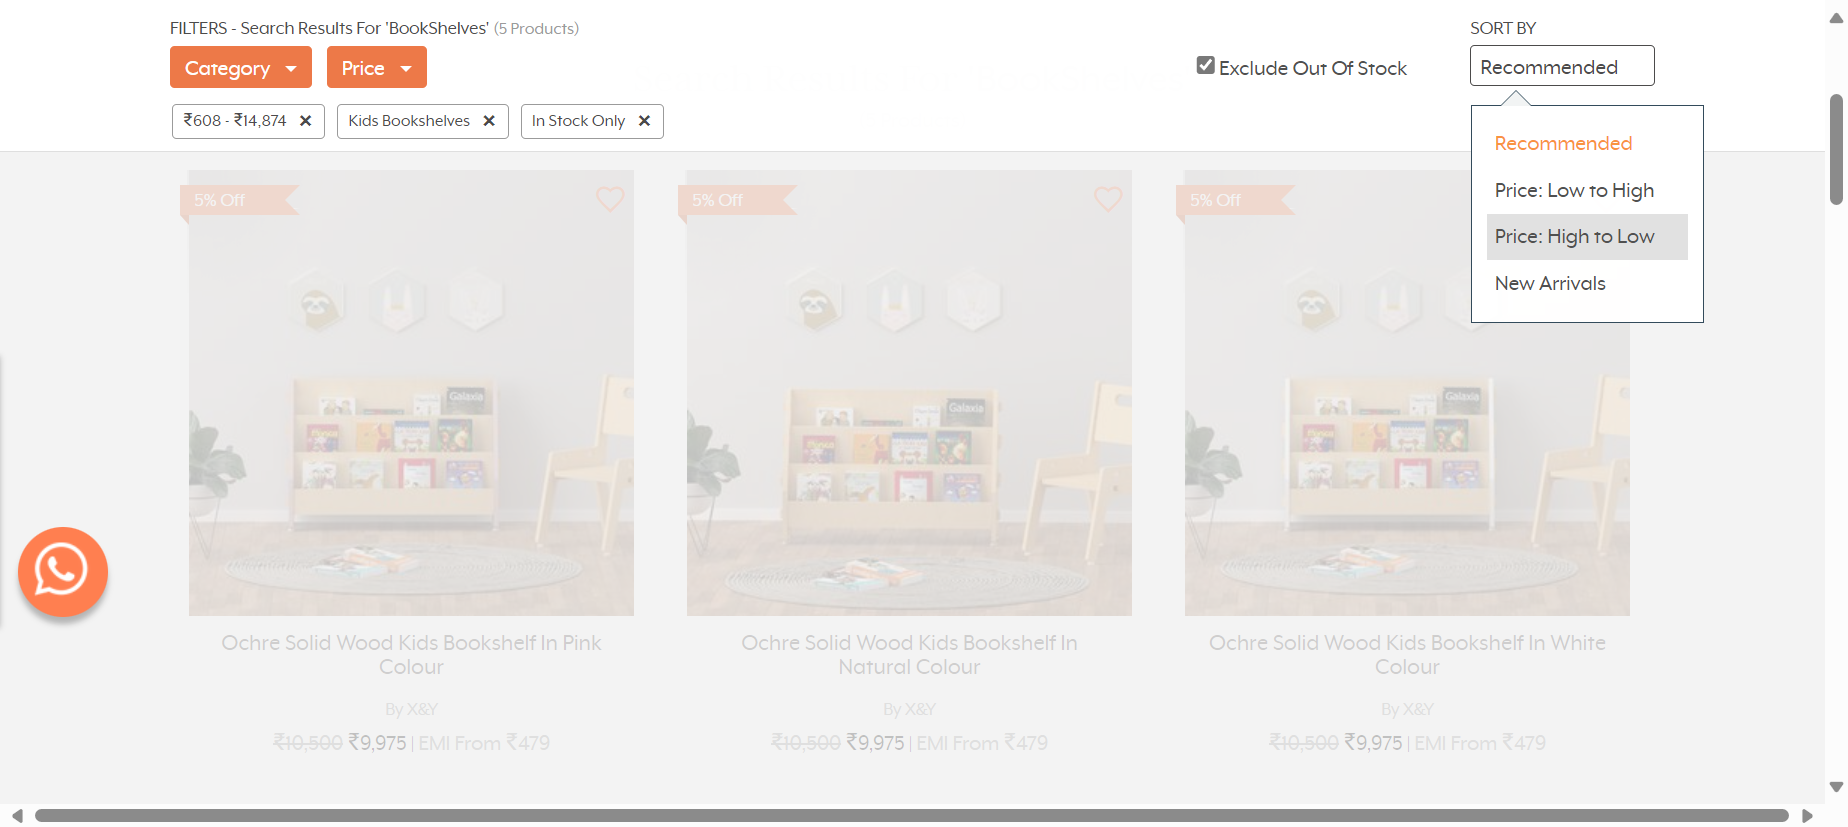 FILTERS - Search Results For 'BookShelves' (5 Products)
SORT BY
Category
Price
Exclude Out Of Stock
Recommended
₹608 - ₹14,874 ✕
Kids Bookshelves ✕
In Stock Only ✕
Recommended
Price: Low to High
Price: High to Low
New Arrivals
5% Off
5% Off
5% Off
Galaxia
Galaxia
Galaxia
Ochre Solid Wood Kids Bookshelf In Pink
Colour
By X&Y
₹10,500 ₹9,975 | EMI From ₹479
Ochre Solid Wood Kids Bookshelf In
Natural Colour
By X&Y
₹10,500 ₹9,975 | EMI From ₹479
Ochre Solid Wood Kids Bookshelf In White
Colour
By X&Y
₹10,500 ₹9,975 | EMI From ₹479